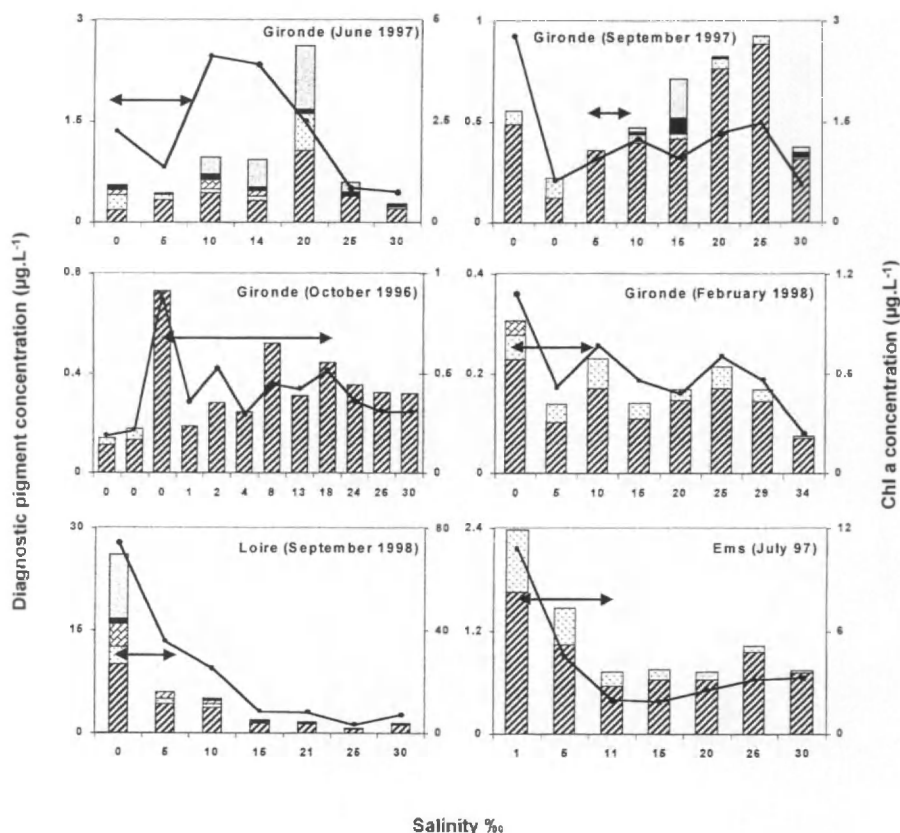 Diagnostic pigment concentration (µg.L⁻¹)
Gironde (June 1997)
3
1.5
0
5
2.5
0
0 5 10 14 20 25 30
Gironde (September 1997)
1
0.5
0
3
1.5
0
0 0 5 10 15 20 25 30
Gironde (October 1996)
0.8
0.4
0
1
0.5
0
0 0 0 1 2 4 8 13 18 24 26 30
Gironde (February 1998)
0.4
0.2
0
1.2
0.6
0
0 5 10 15 20 25 29 34
Loire (September 1998)
30
15
0
80
40
0
0 5 10 15 21 25 30
Ems (July 97)
2.4
1.2
0
12
6
0
1 5 11 15 20 25 30
Chl a concentration (µg.L⁻¹)
Salinity ‰